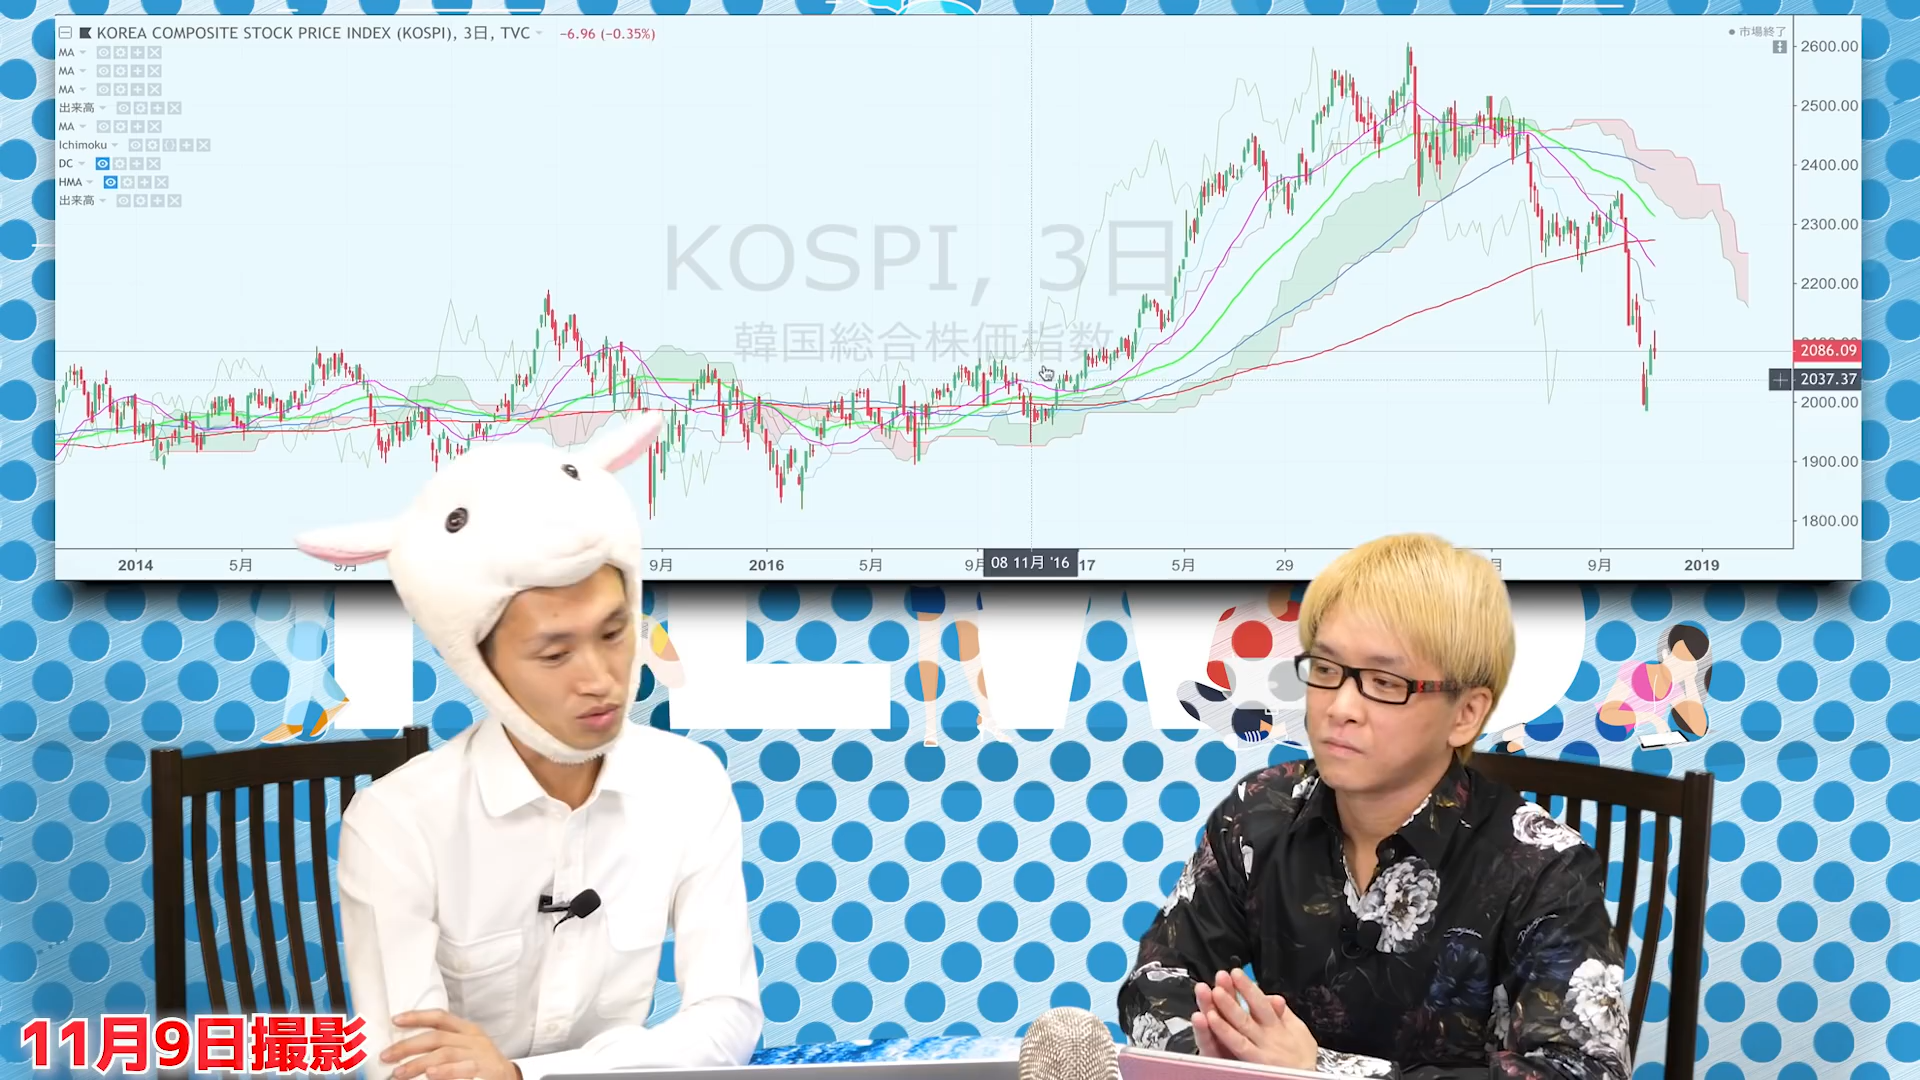 KOREA COMPOSITE STOCK PRICE INDEX (KOSPI), 3日, TVC −6.96 (−0.35%)
● 市場終了
MA
MA
MA
出来高
MA
Ichimoku
DC
HMA
出来高
KOSPI, 3日
韓国総合株価指数
2600.00
2500.00
2400.00
2300.00
2200.00
2086.09
2037.37
2000.00
1900.00
1800.00
2014 5月 9月 9月 2016 5月 9月 08 11月 '16 17 5月 29 月 9月 2019
11月9日撮影